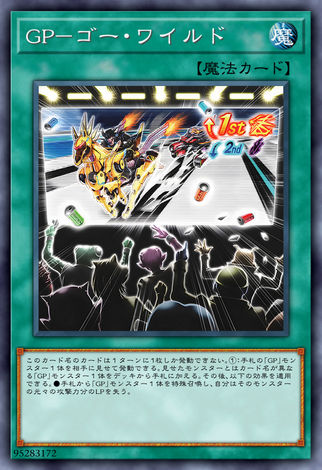 GP－ゴー・ワイルド
魔
【魔法カード】
1st
2nd
このカード名のカードは１ターンに１枚しか発動できない。①：手札の「GP」モン
スター１体を相手に見せて発動できる。見せたモンスターとはカード名が異な
る「GP」モンスター１体をデッキから手札に加える。その後、以下の効果を適用
できる。●手札から「GP」モンスター１体を特殊召喚し、自分はそのモンスター
の元々の攻撃力分のLPを失う。
95283172